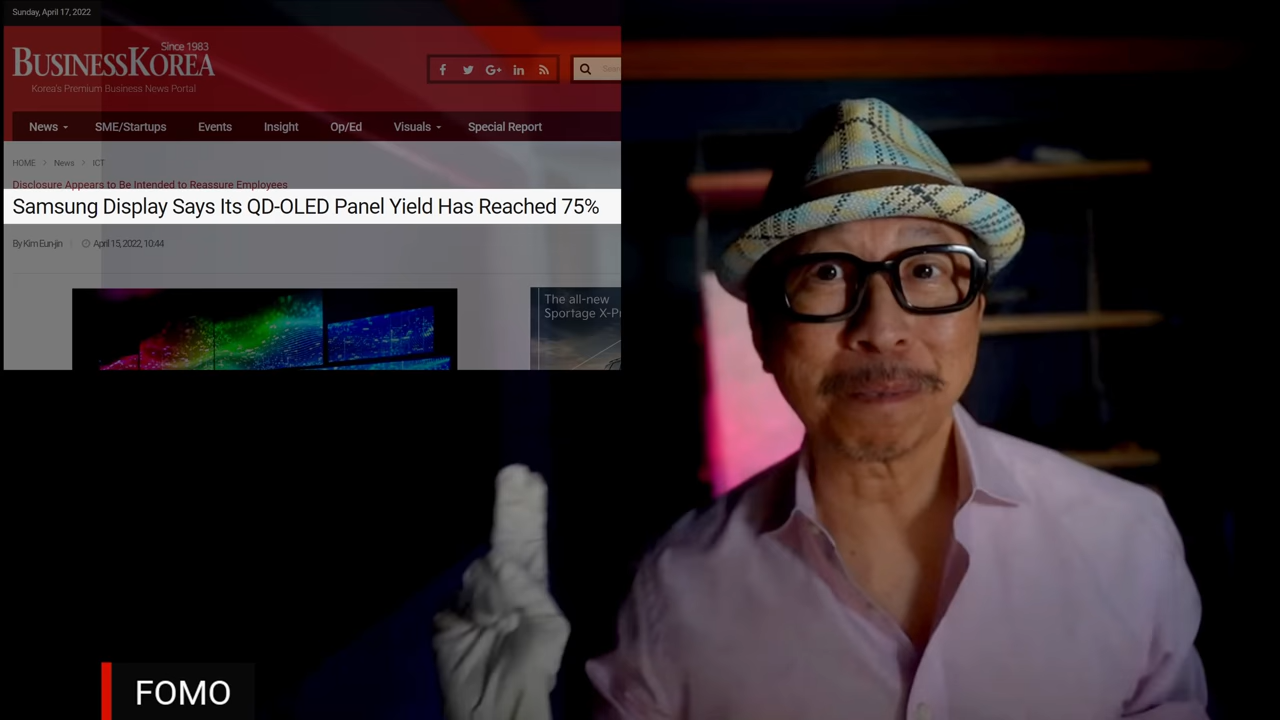 Sunday, April 17, 2022
Since 1983
BUSINESSKOREA
Korea's Premium Business News Portal
News
SME/Startups
Events
Insight
Op/Ed
Visuals
Special Report
HOME > News > ICT
Disclosure Appears to Be Intended to Reassure Employees
Samsung Display Says Its QD-OLED Panel Yield Has Reached 75%
By Kim Eun-jin
April 15, 2022, 10:44
The all-new
FOMO